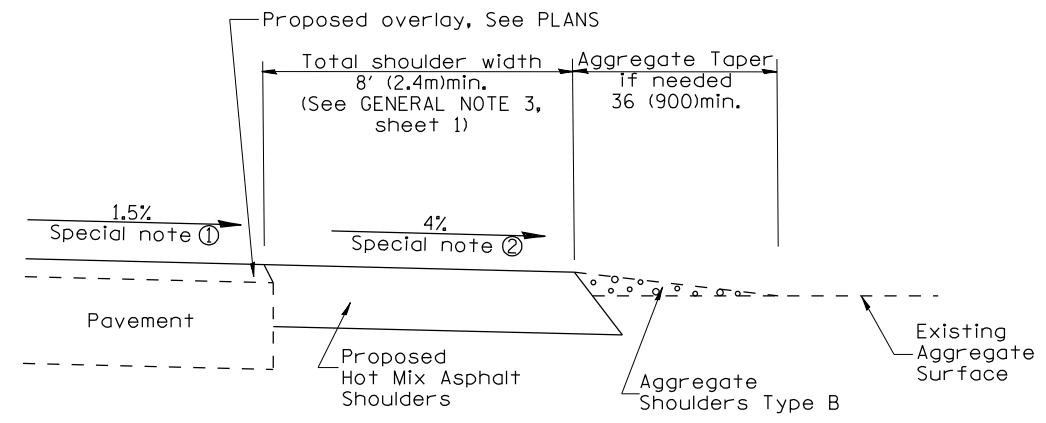 Proposed overlay, See PLANS
Total shoulder width
8' (2.4m)min.
(See GENERAL NOTE 3,
sheet 1)
Aggregate Taper
if needed
36 (900)min.
1.5%
Special note ①
4%
Special note ②
Pavement
Proposed
Hot Mix Asphalt
Shoulders
Aggregate
Shoulders Type B
Existing
Aggregate
Surface